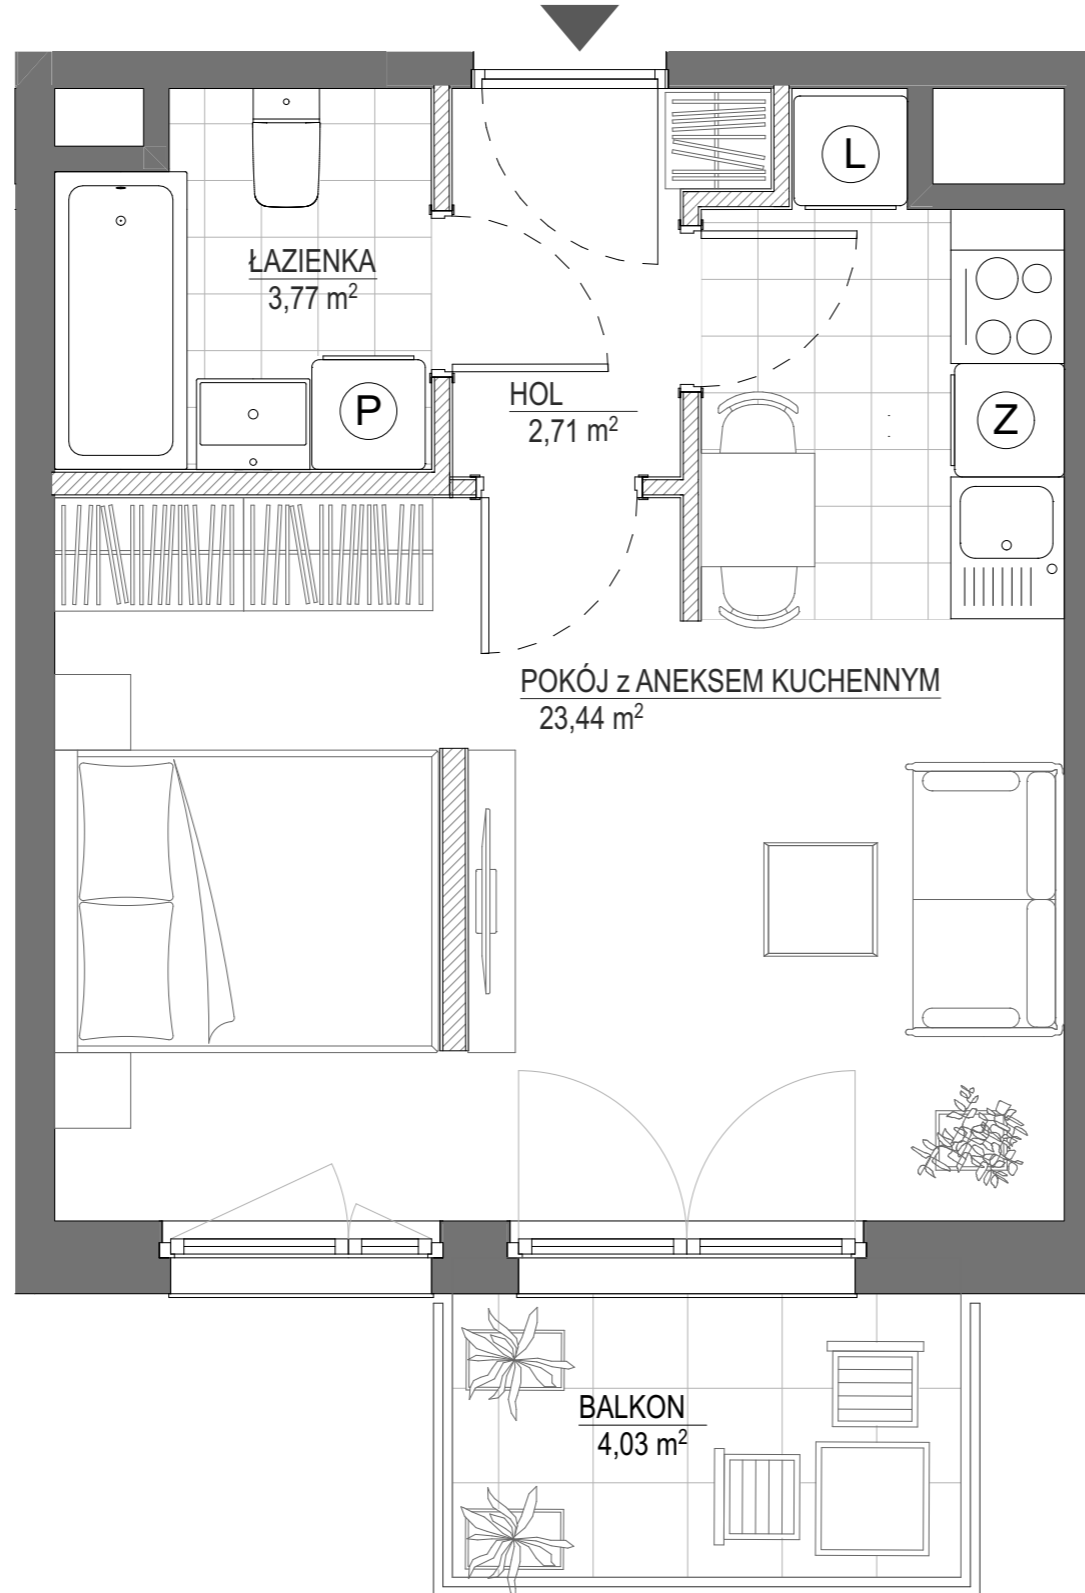 L
ŁAZIENKA
3,77 m²
P
HOL
2,71 m²
Z
POKÓJ z ANEKSEM KUCHENNYM
23,44 m²
BALKON
4,03 m²